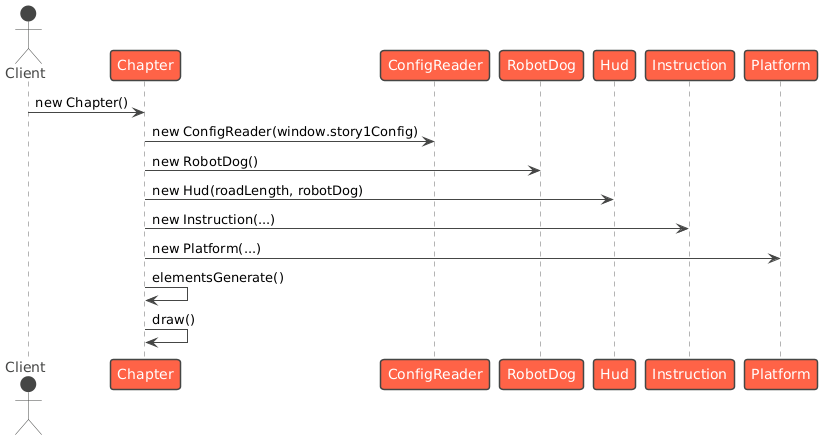 Client
Chapter
ConfigReader
RobotDog
Hud
Instruction
Platform
new Chapter()
new ConfigReader(window.story1Config)
new RobotDog()
new Hud(roadLength, robotDog)
new Instruction(...)
new Platform(...)
elementsGenerate()
draw()
Client
Chapter
ConfigReader
RobotDog
Hud
Instruction
Platform